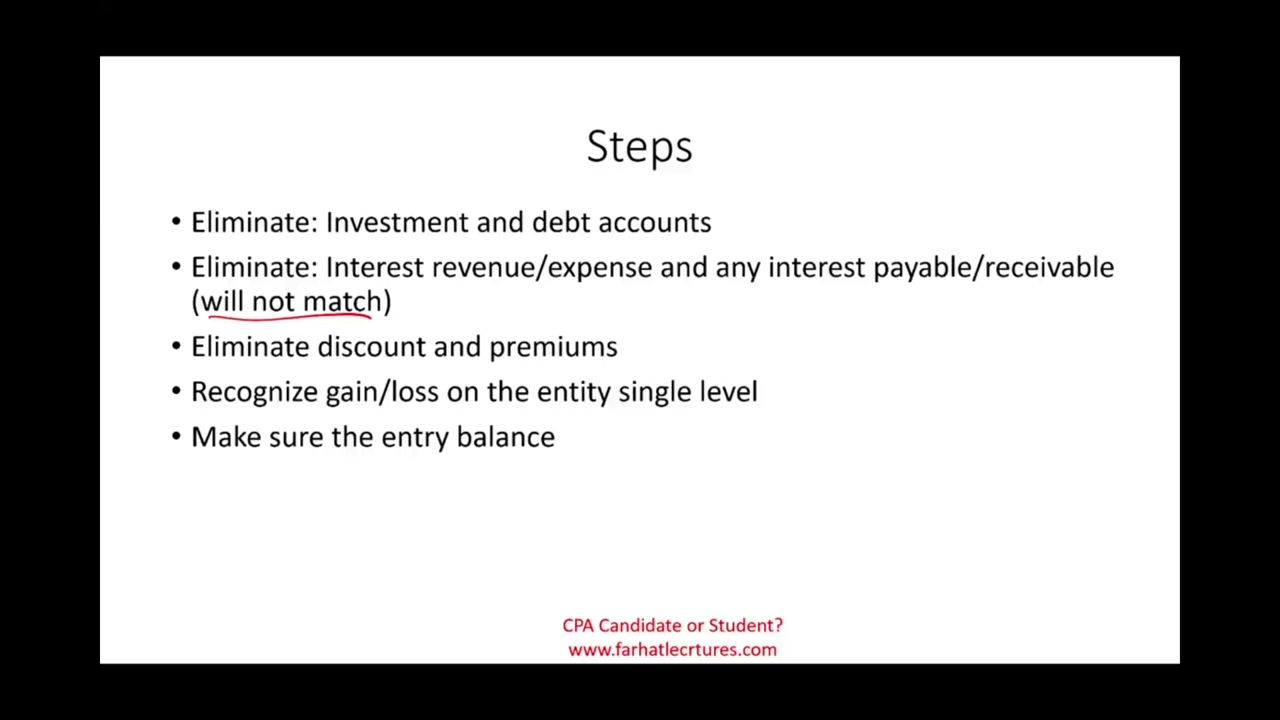 Steps
• Eliminate: Investment and debt accounts
• Eliminate: Interest revenue/expense and any interest payable/receivable
(will not match)
• Eliminate discount and premiums
• Recognize gain/loss on the entity single level
• Make sure the entry balance
CPA Candidate or Student?
www.farhatlecrtures.com